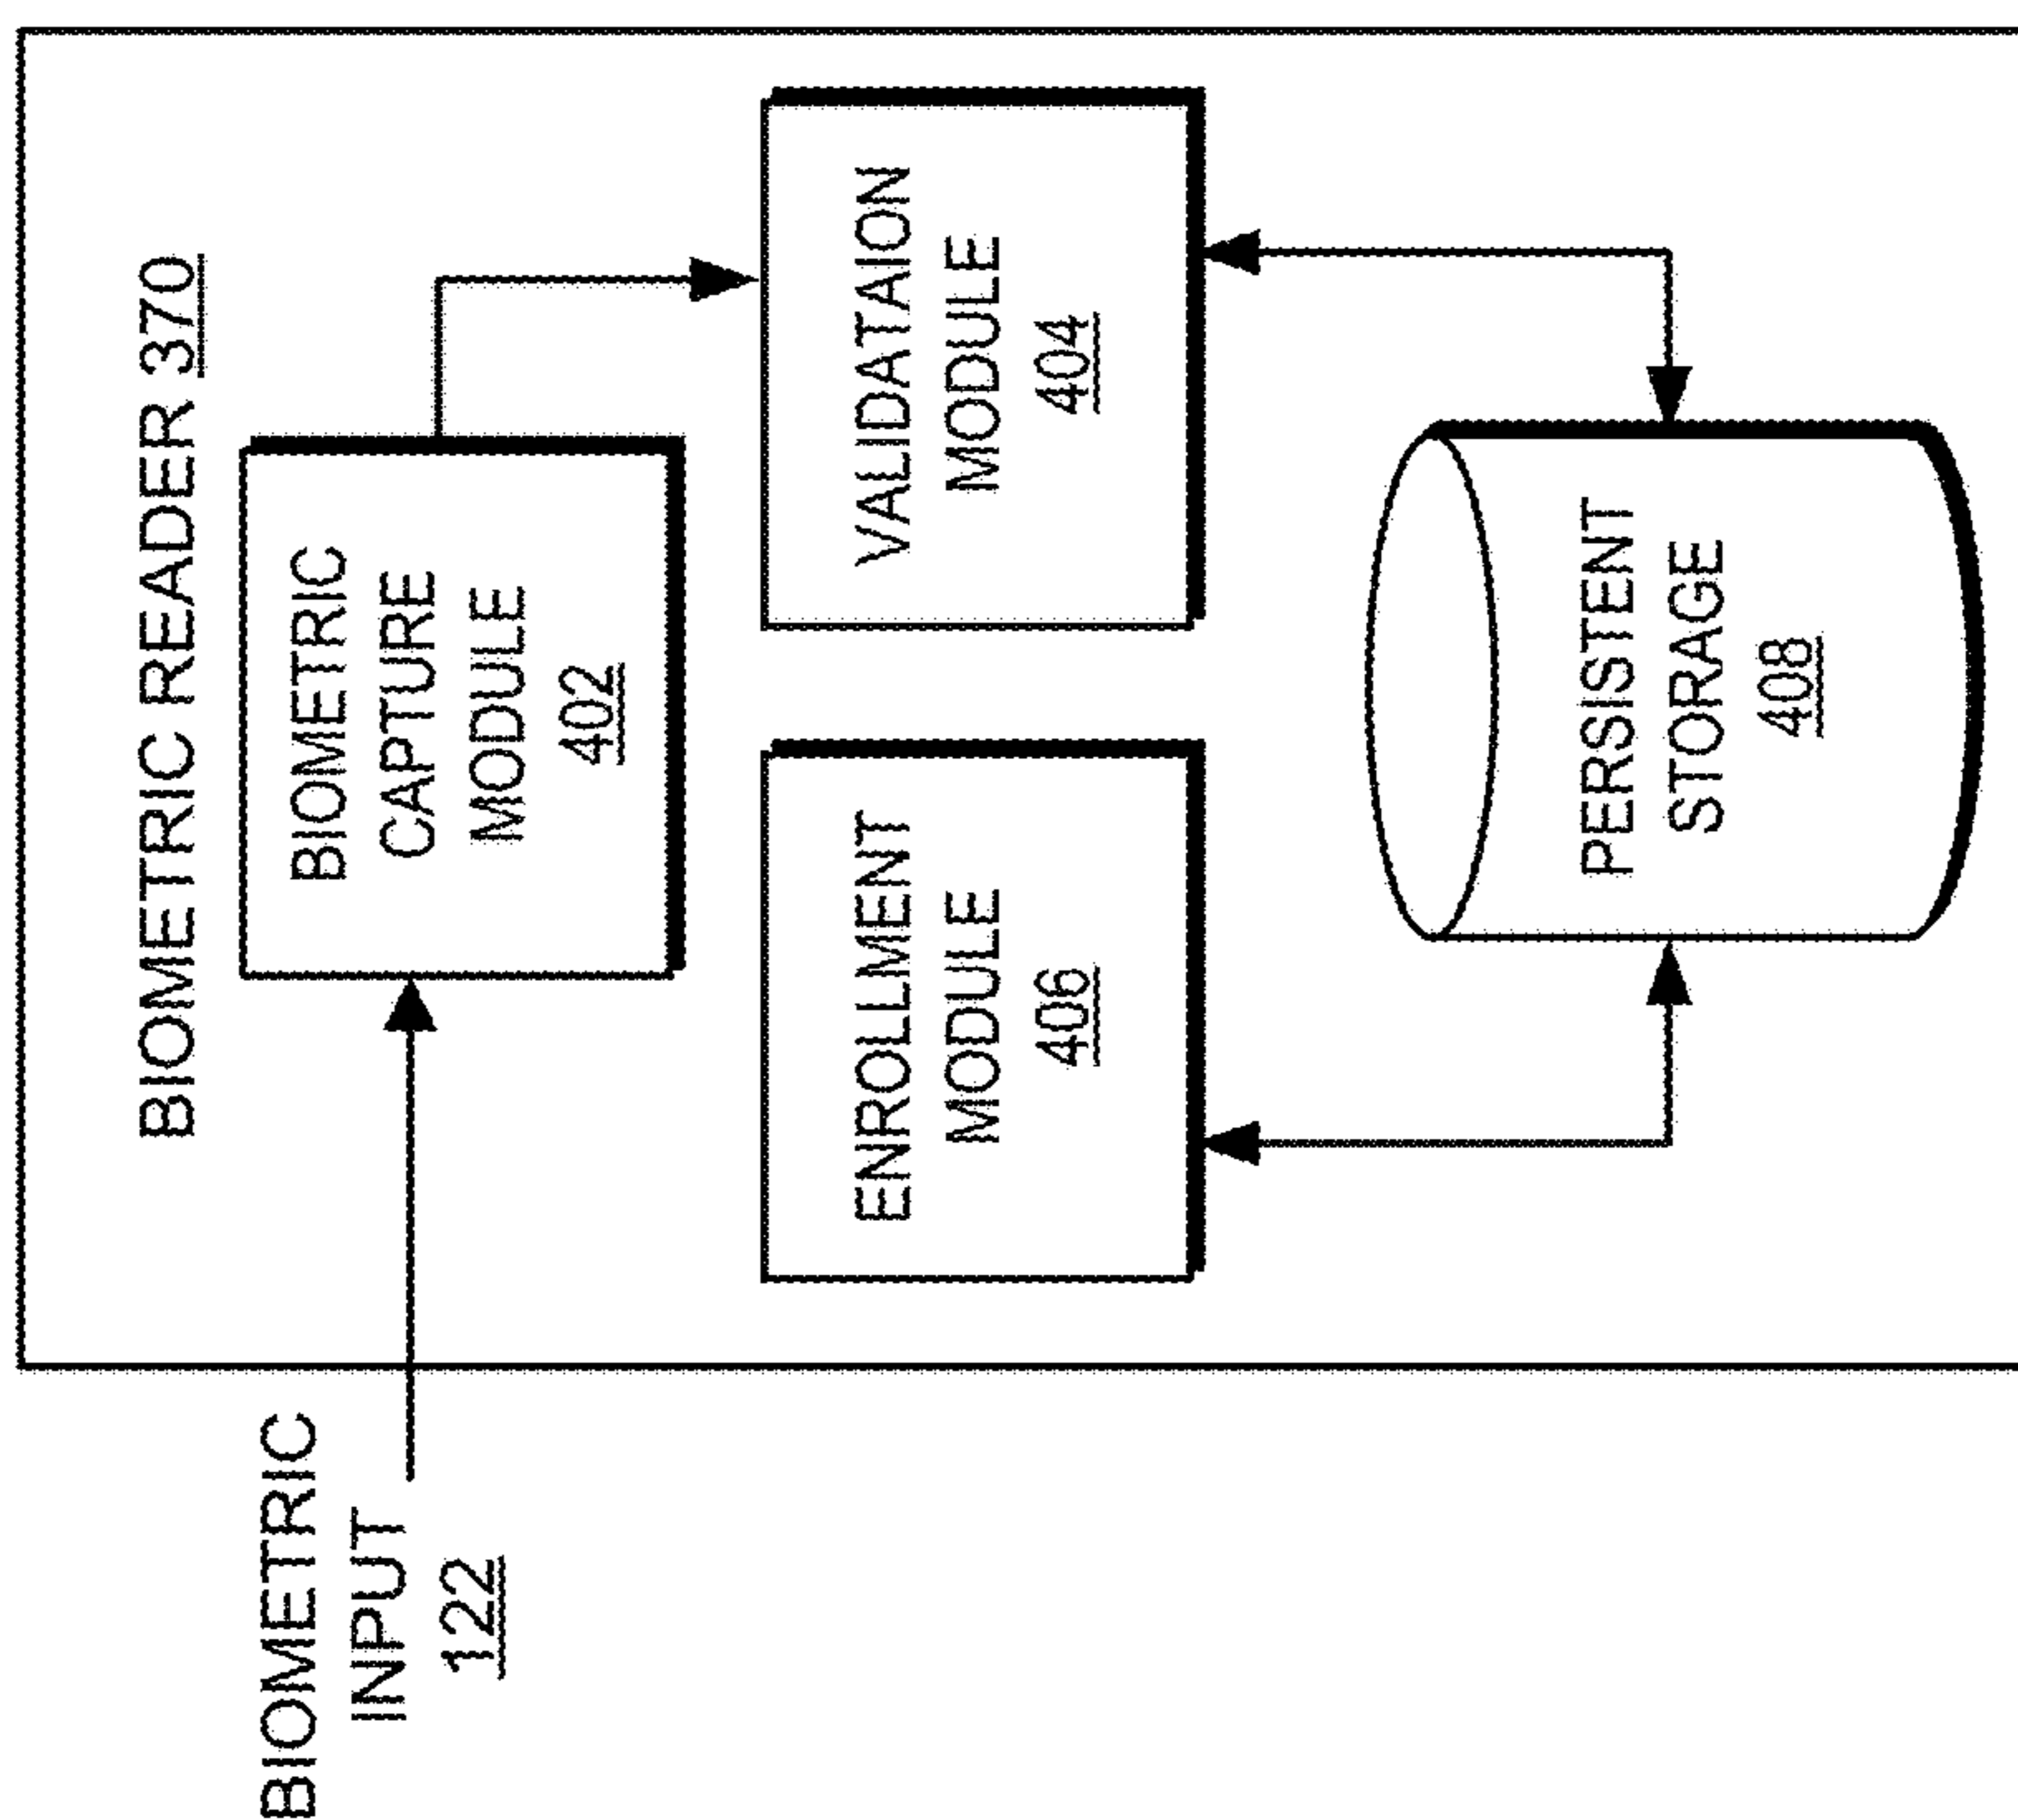 BIOMETRIC READER 370
BIOMETRIC
INPUT
122
BIOMETRIC
CAPTURE
MODULE
402
ENROLLMENT
MODULE
406
VALIDATAION
MODULE
404
PERSISTENT
STORAGE
408